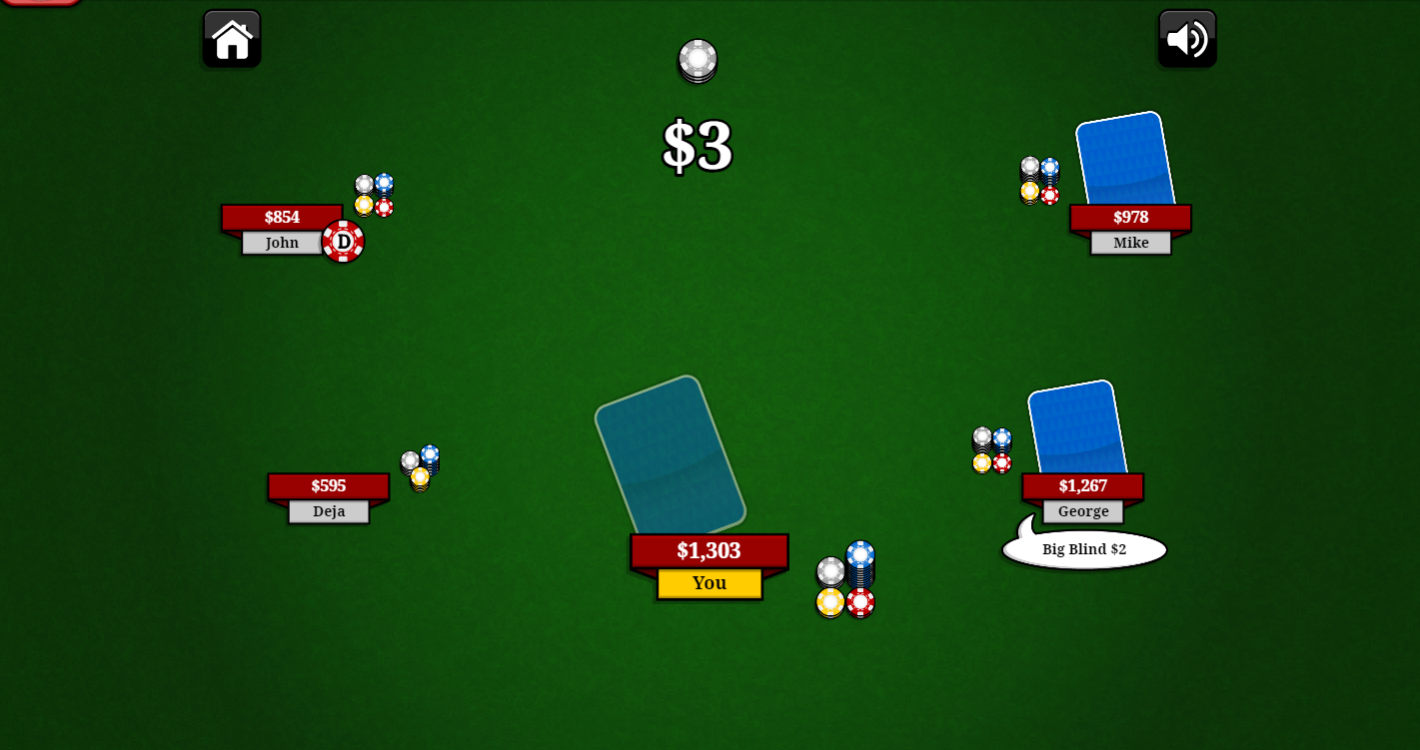 $3
$854
John
D
$978
Mike
$595
Deja
$1,303
You
$1,267
George
Big Blind $2